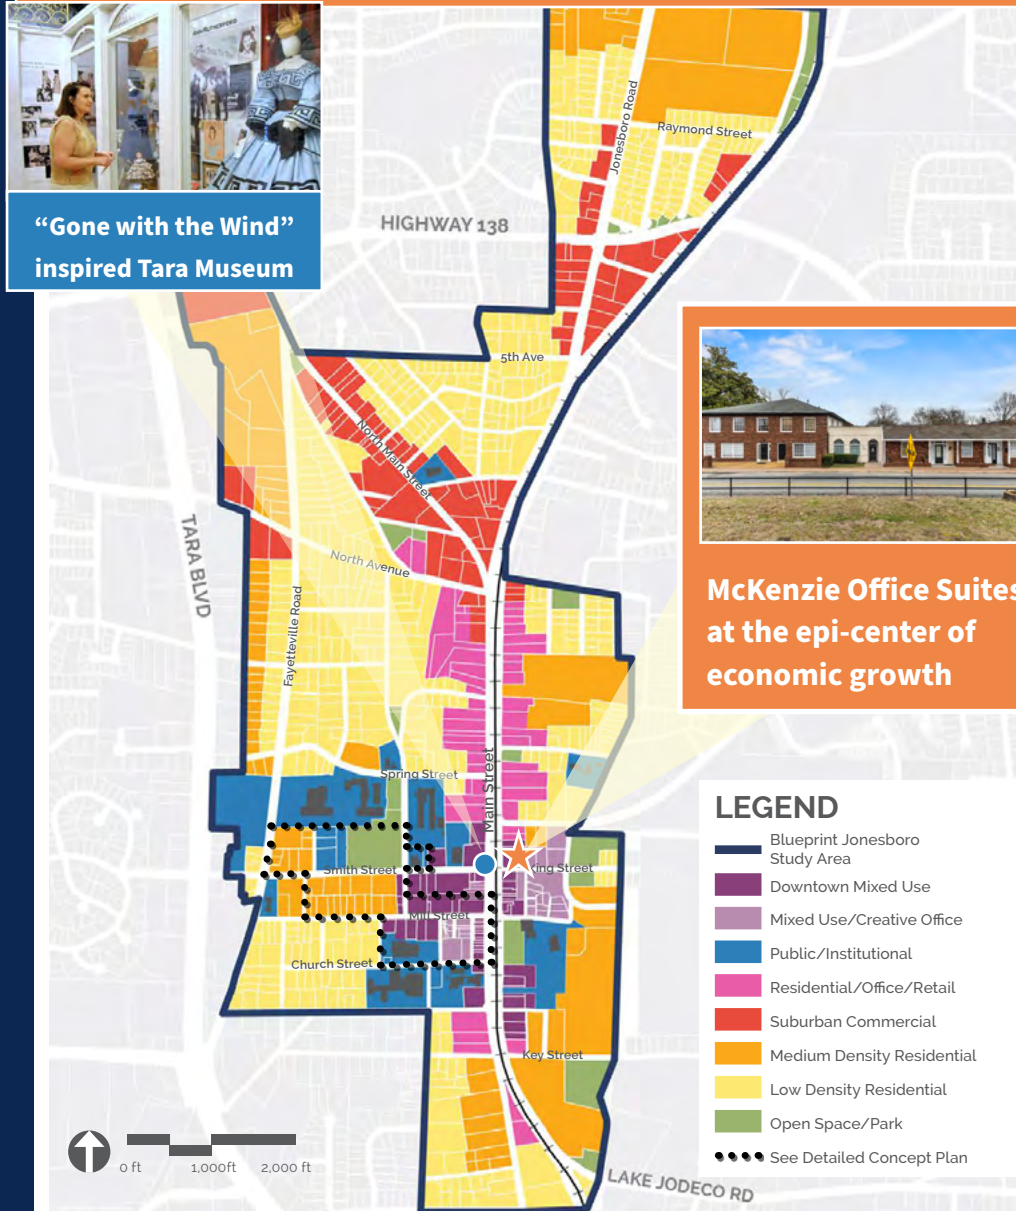 RUTHERFORD
"Gone with the Wind"
inspired Tara Museum
HIGHWAY 138
Jonesboro Road
Raymond Street
5th Ave
North Main Street
North Avenue
TARA BLVD
Fayetteville Road
McKenzie Office Suites
at the epi-center of
economic growth
Main Street
Spring Street
Smith Street
King Street
Mill Street
Church Street
Key Street
LAKE JODECO RD
0 ft
1,000ft
2,000 ft
LEGEND
Blueprint Jonesboro
Study Area
Downtown Mixed Use
Mixed Use/Creative Office
Public/Institutional
Residential/Office/Retail
Suburban Commercial
Medium Density Residential
Low Density Residential
Open Space/Park
See Detailed Concept Plan